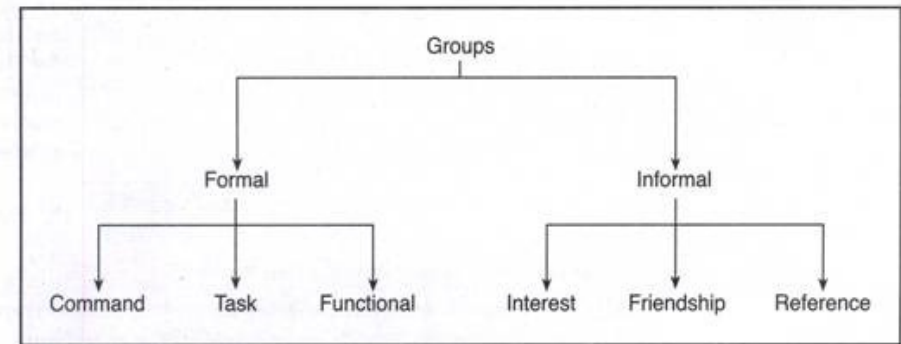 Groups
Formal Informal
Command Task Functional Interest Friendship Reference